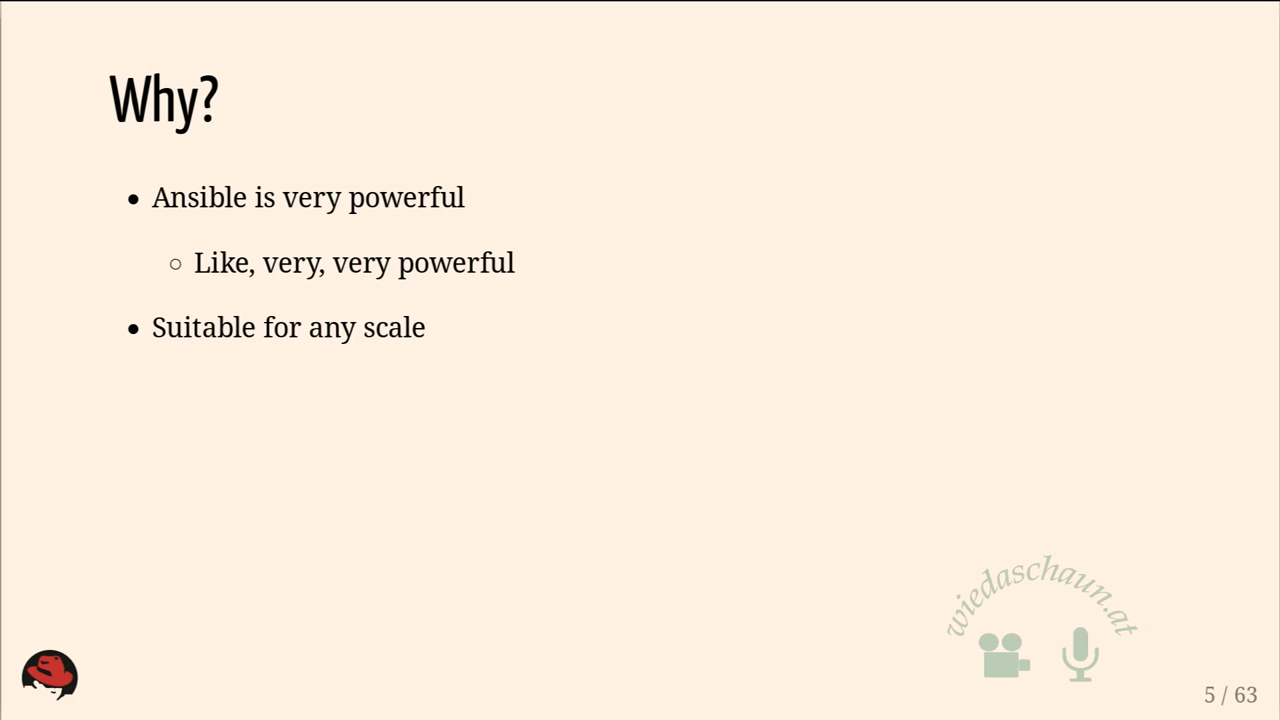 Why?
Ansible is very powerful
Like, very, very powerful
Suitable for any scale
wiedaschaun.at
5 / 63